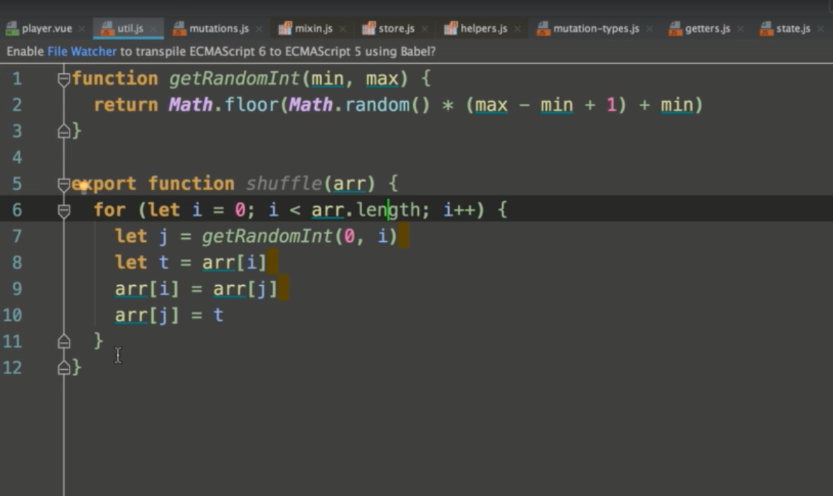 player.vue util.js mutations.js mixin.js store.js helpers.js mutation-types.js getters.js state.js
Enable File Watcher to transpile ECMAScript 6 to ECMAScript 5 using Babel?
1 function getRandomInt(min, max) {
2 return Math.floor(Math.random() * (max - min + 1) + min)
3 }
4
5 export function shuffle(arr) {
6 for (let i = 0; i < arr.length; i++) {
7 let j = getRandomInt(0, i)
8 let t = arr[i]
9 arr[i] = arr[j]
10 arr[j] = t
11 }
12 }